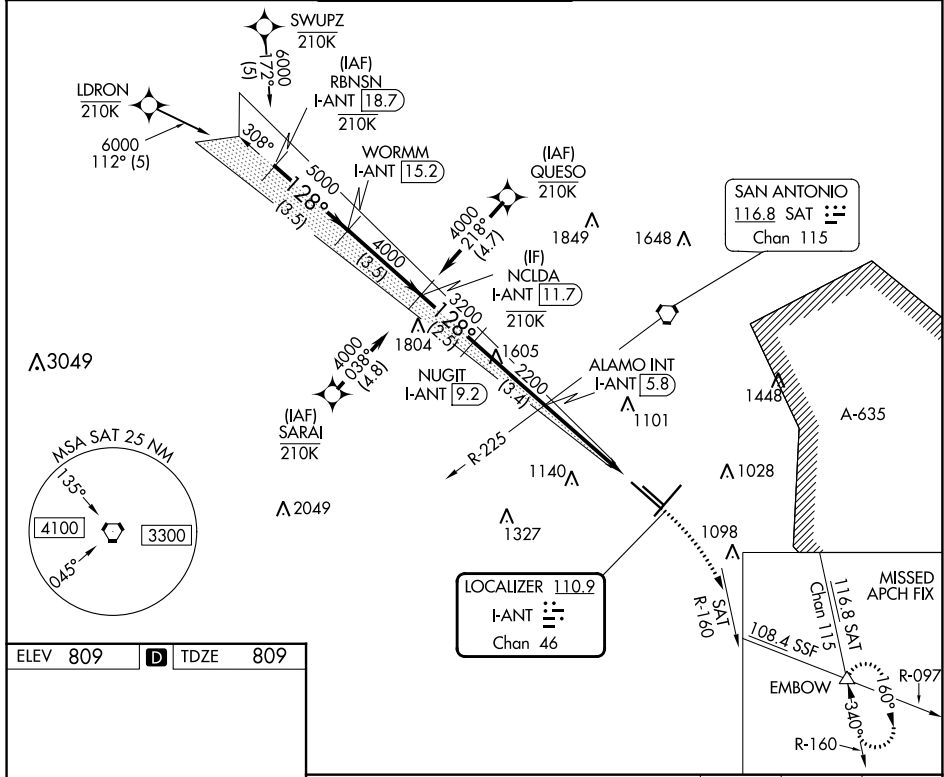 SWUPZ
210K
6000
172°
(5)
LDRON
210K
6000
112° (5)
(IAF)
RBNSN
I-ANT 18.7
210K
308°
5000
128°
(3.5)
WORMM
I-ANT 15.2
4000
(3.5)
(IAF)
QUESO
210K
4000
218°
(4.7)
1849
1648
SAN ANTONIO
116.8 SAT
Chan 115
(IF)
NCLDA
I-ANT 11.7
210K
3200
128°
(2.5)
1804
1605
2200
(3.4)
NUGIT
I-ANT 9.2
ALAMO INT
I-ANT 5.8
1101
1448
A-635
3049
4000
038°
(4.8)
(IAF)
SARAI
210K
R-225
1140
1028
MSA SAT 25 NM
135°
4100
3300
045°
2049
1327
1098
LOCALIZER 110.9
I-ANT
Chan 46
SAT
R-160
MISSED
APCH FIX
116.8 SAT
Chan 115
108.4 SSF
EMBOW
R-097
160°
340°
R-160
ELEV 809 D TDZE 809